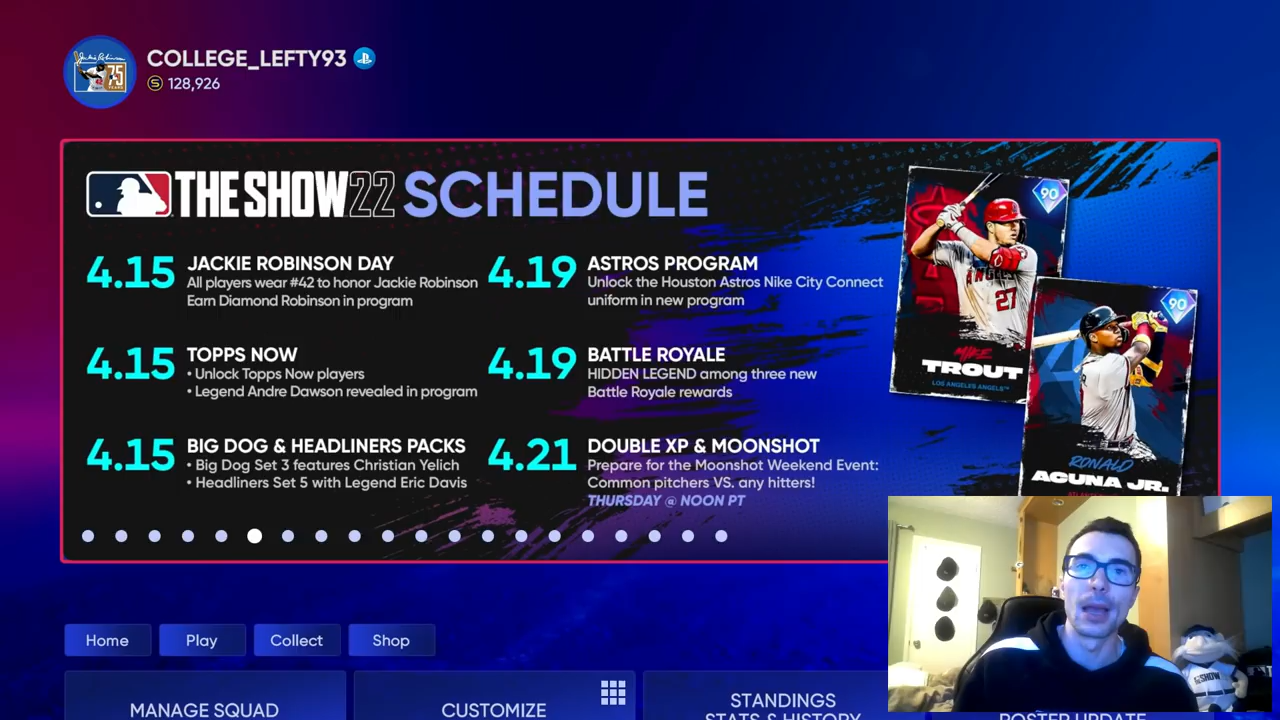 COLLEGE_LEFTY93
128,926
THE SHOW 22 SCHEDULE
4.15 JACKIE ROBINSON DAY
All players wear #42 to honor Jackie Robinson
Earn Diamond Robinson in program
4.15 TOPPS NOW
• Unlock Topps Now players
• Legend Andre Dawson revealed in program
4.15 BIG DOG & HEADLINERS PACKS
• Big Dog Set 3 features Christian Yelich
• Headliners Set 5 with Legend Eric Davis
4.19 ASTROS PROGRAM
Unlock the Houston Astros Nike City Connect
uniform in new program
4.19 BATTLE ROYALE
HIDDEN LEGEND among three new
Battle Royale rewards
4.21 DOUBLE XP & MOONSHOT
Prepare for the Moonshot Weekend Event:
Common pitchers VS. any hitters!
THURSDAY @ NOON PT
90
ANGELS
27
MIKE
TROUT
LOS ANGELES ANGELS™
90
RONALD
ACUNA JR.
Home
Play
Collect
Shop
MANAGE SQUAD
CUSTOMIZE
STANDINGS
STATS & HISTORY
ROSTER UPDATE